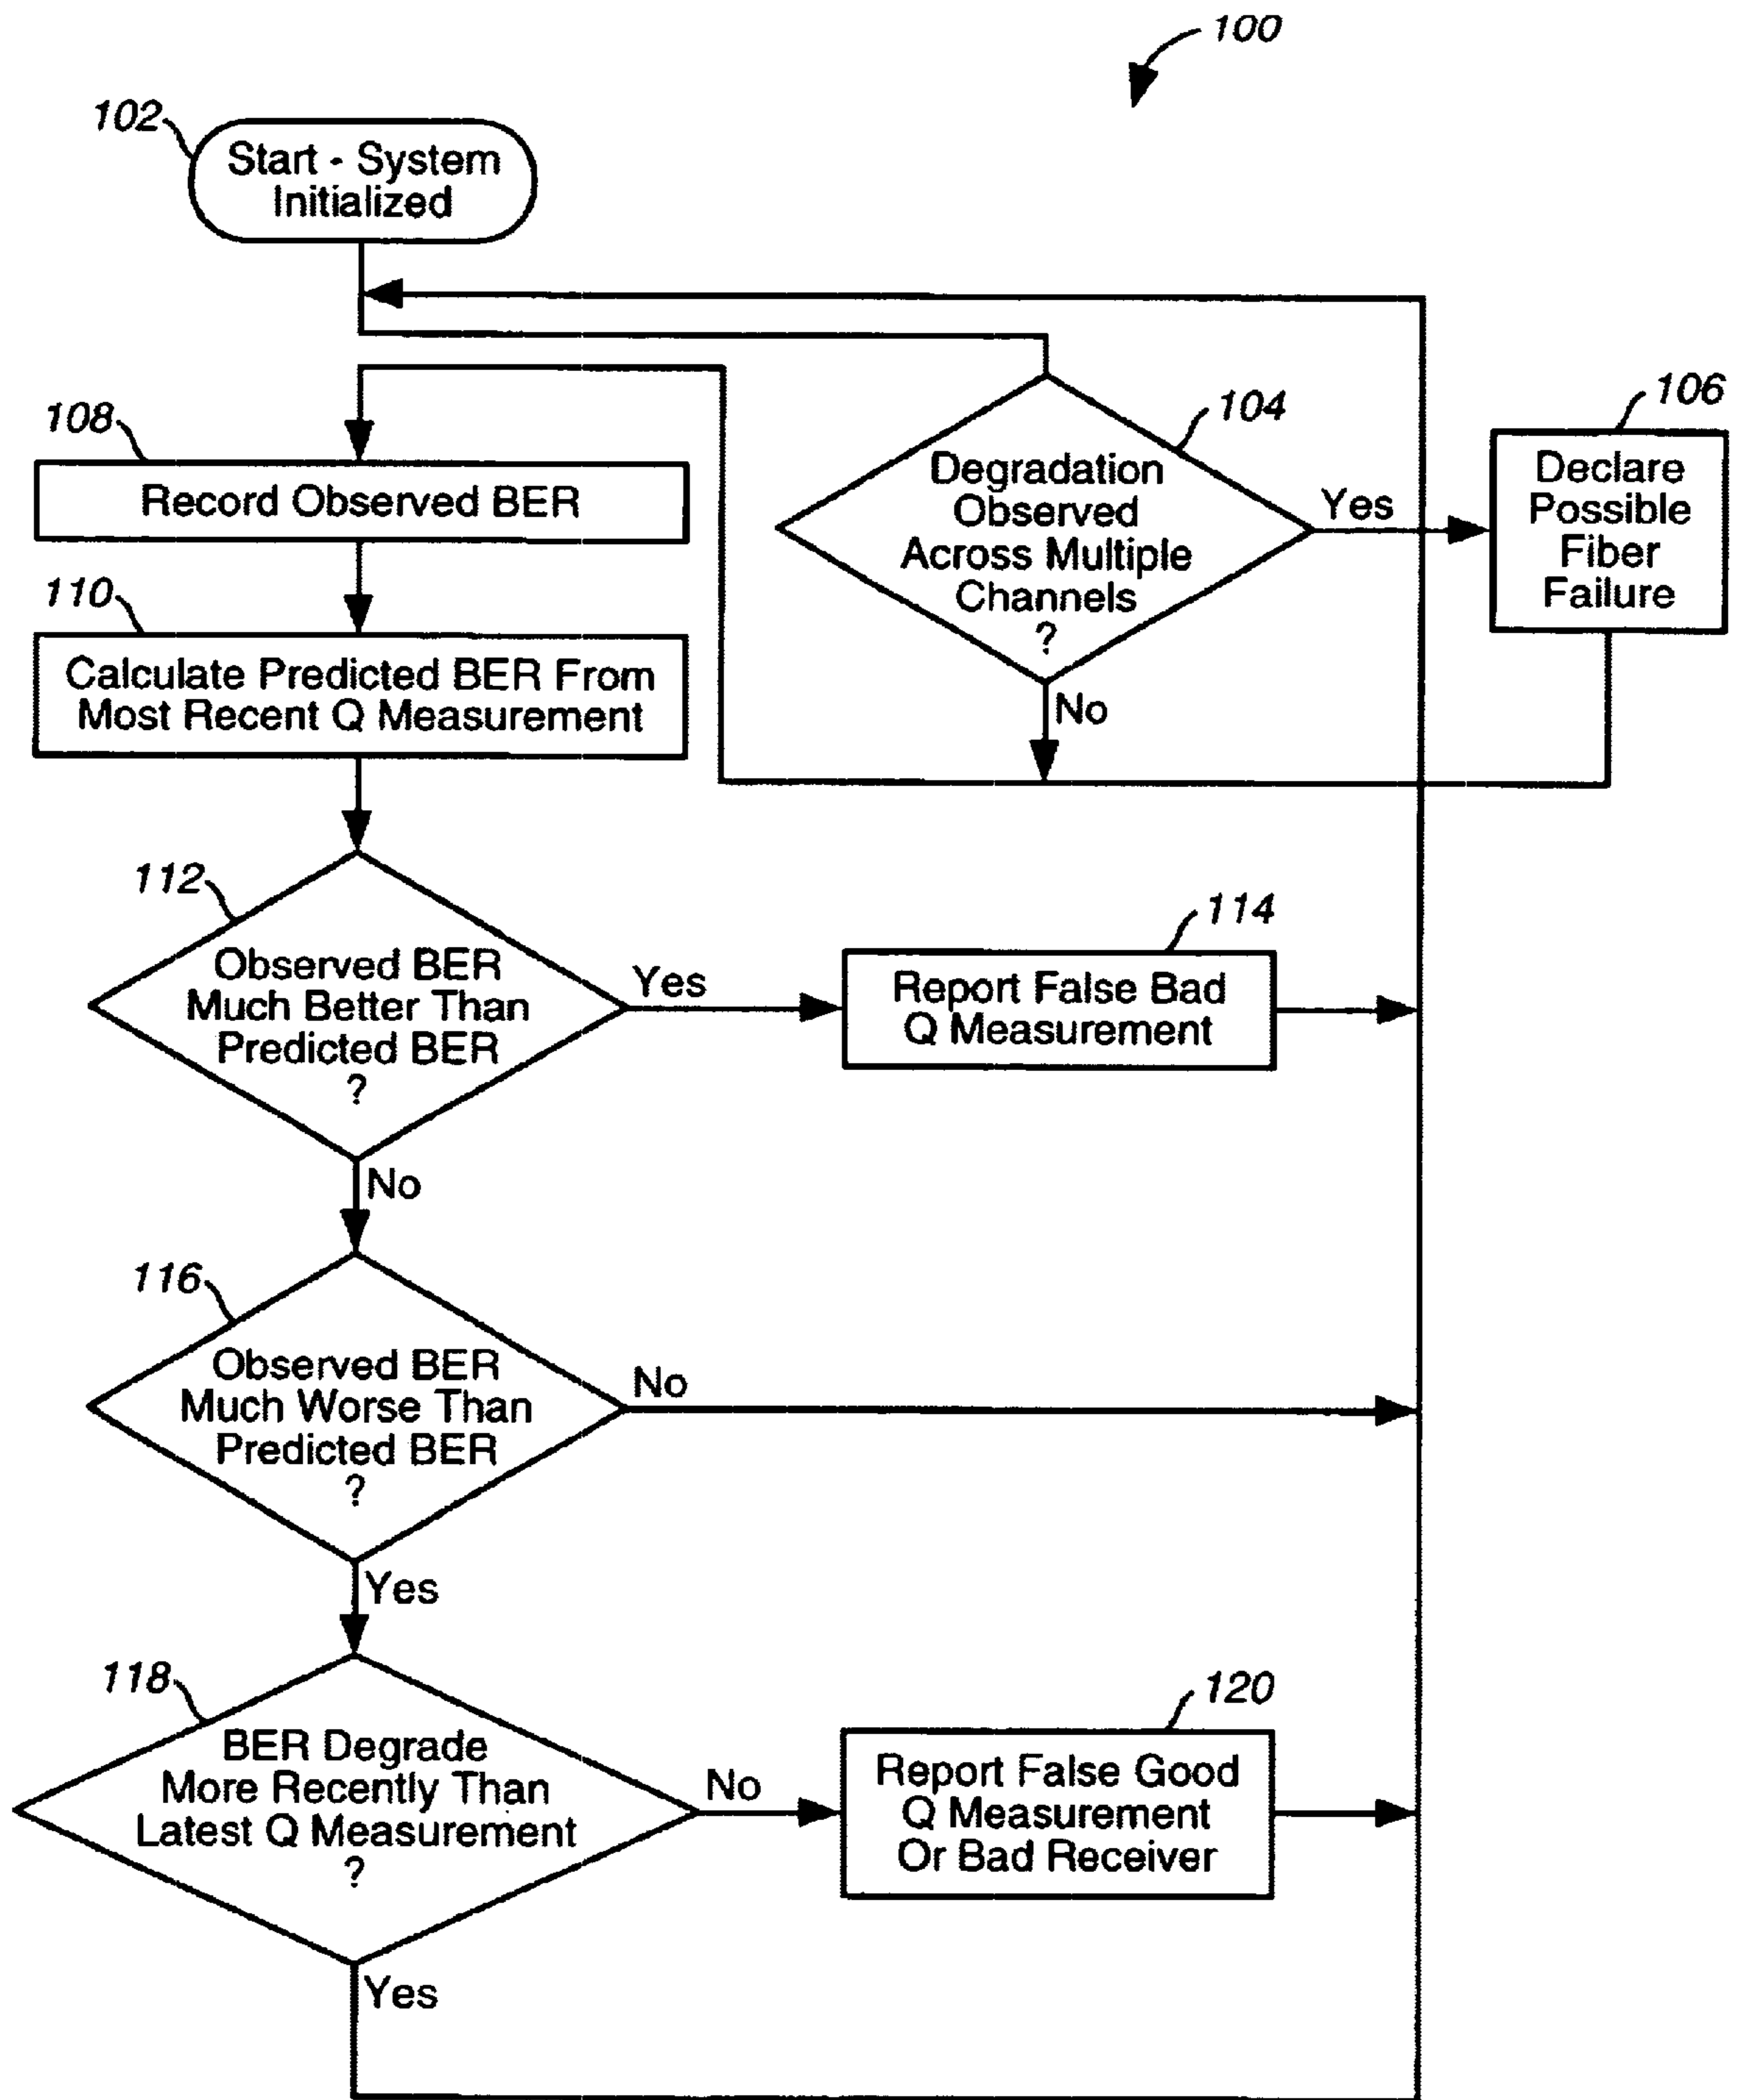 100
102
Start - System
Initialized
104
Degradation
Observed
Across Multiple
Channels
?
Yes
No
106
Declare
Possible
Fiber
Failure
108
Record Observed BER
110
Calculate Predicted BER From
Most Recent Q Measurement
112
Observed BER
Much Better Than
Predicted BER
?
Yes
No
114
Report False Bad
Q Measurement
116
Observed BER
Much Worse Than
Predicted BER
?
No
Yes
118
BER Degrade
More Recently Than
Latest Q Measurement
?
No
Yes
120
Report False Good
Q Measurement
Or Bad Receiver